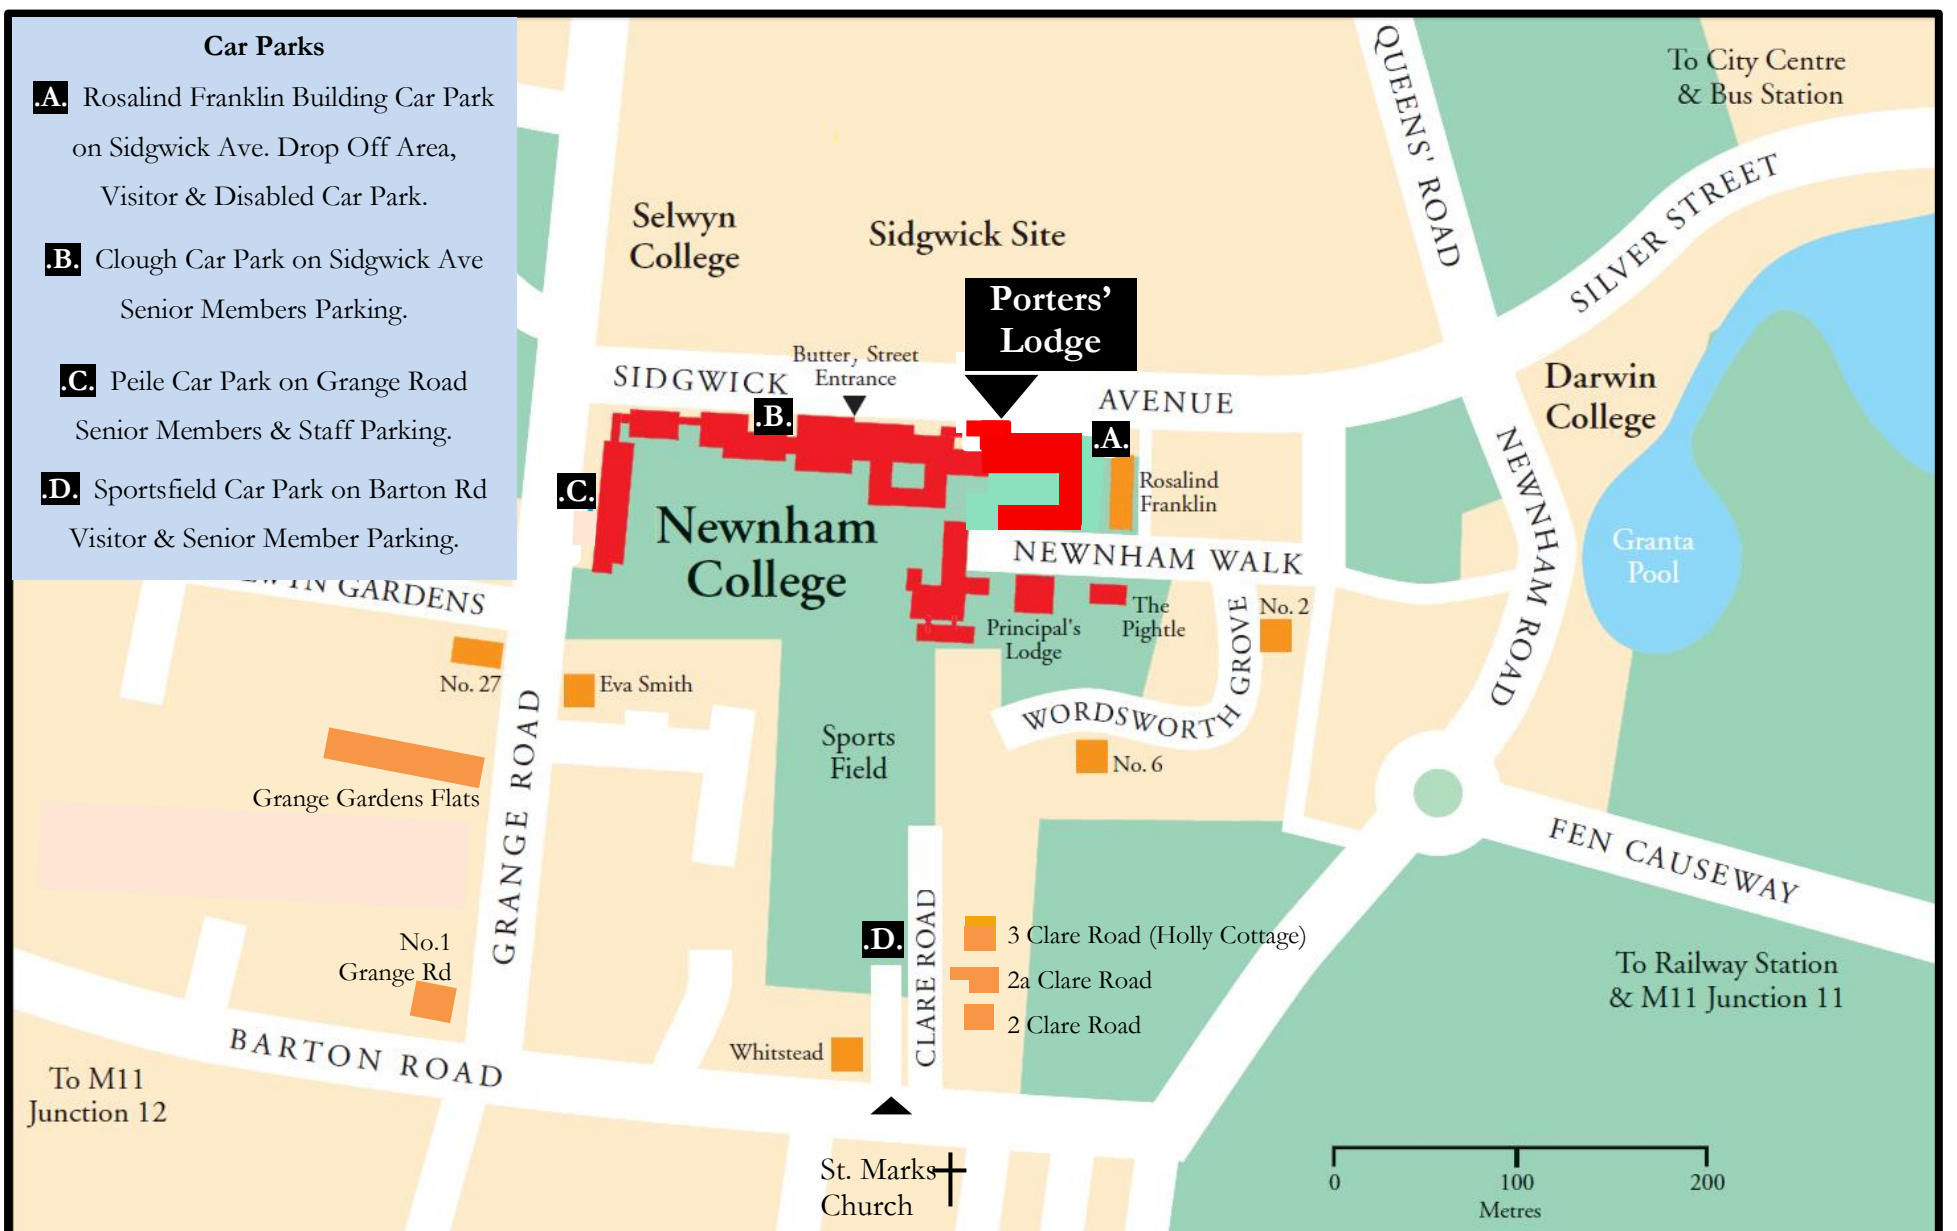 Car Parks
.A. Rosalind Franklin Building Car Park
on Sidgwick Ave. Drop Off Area,
Visitor & Disabled Car Park.
.B. Clough Car Park on Sidgwick Ave
Senior Members Parking.
.C. Peile Car Park on Grange Road
Senior Members & Staff Parking.
.D. Sportsfield Car Park on Barton Rd
Visitor & Senior Member Parking.
QUEENS' ROAD
To City Centre
& Bus Station
SILVER STREET
Selwyn
College
Sidgwick Site
Porters'
Lodge
Butter, Street
Entrance
SIDGWICK
AVENUE
Darwin
College
.B.
.A.
.C.
Rosalind
Franklin
NEWNHAM ROAD
Newnham
College
NEWNHAM WALK
Granta
Pool
GARDENS
The
Pightle
Principal's
Lodge
No. 2
WORDSWORTH GROVE
No. 27
Eva Smith
GRANGE ROAD
Sports
Field
No. 6
Grange Gardens Flats
FEN CAUSEWAY
No.1
Grange Rd
.D.
CLARE ROAD
3 Clare Road (Holly Cottage)
2a Clare Road
2 Clare Road
To Railway Station
& M11 Junction 11
BARTON ROAD
Whitstead
To M11
Junction 12
St. Marks
Church
0 100 200
Metres